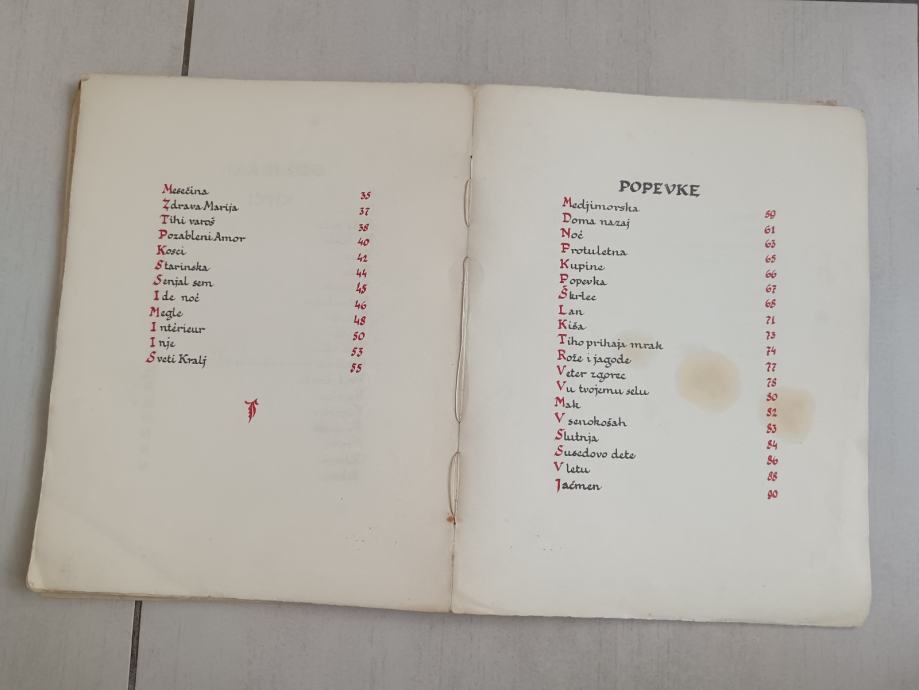 Mesečina 35
Zdrava Marija 37
Tihi varoš 38
Pozableni Amor 40
Kosci 42
Starinska 44
Senjal sem 45
Ide noć 46
Megle 48
Intérieur 50
Inje 53
Sveti Kralj 55
POPEVKE
Medjimorska 59
Doma nazaj 61
Noć 63
Protuletna 65
Kupine 66
Popevka 67
Škrlec 68
Lan 71
Kiša 73
Tiho prihaja mrak 74
Rože i jagode 77
Veter zgorec 78
Vu tvojemu selu 80
Mak 82
V senokošah 83
Slutnja 84
Susedovo dete 86
V letu 88
Jačmen 90